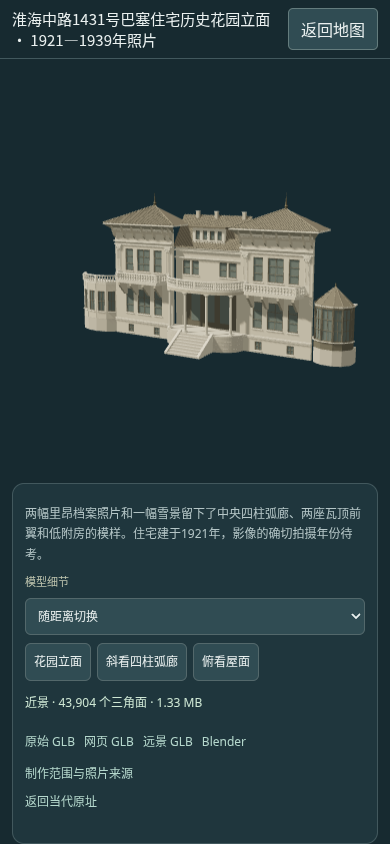 淮海中路1431号巴塞住宅历史花园立面
· 1921—1939年照片
返回地图
两幅里昂档案照片和一幅雪景留下了中央四柱弧廊、两座瓦顶前
翼和低附房的模样。住宅建于1921年，影像的确切拍摄年份待
考。
模型细节
随距离切换
花园立面
斜看四柱弧廊
俯看屋面
近景 · 43,904 个三角面 · 1.33 MB
原始 GLB 网页 GLB 远景 GLB Blender
制作范围与照片来源
返回当代原址